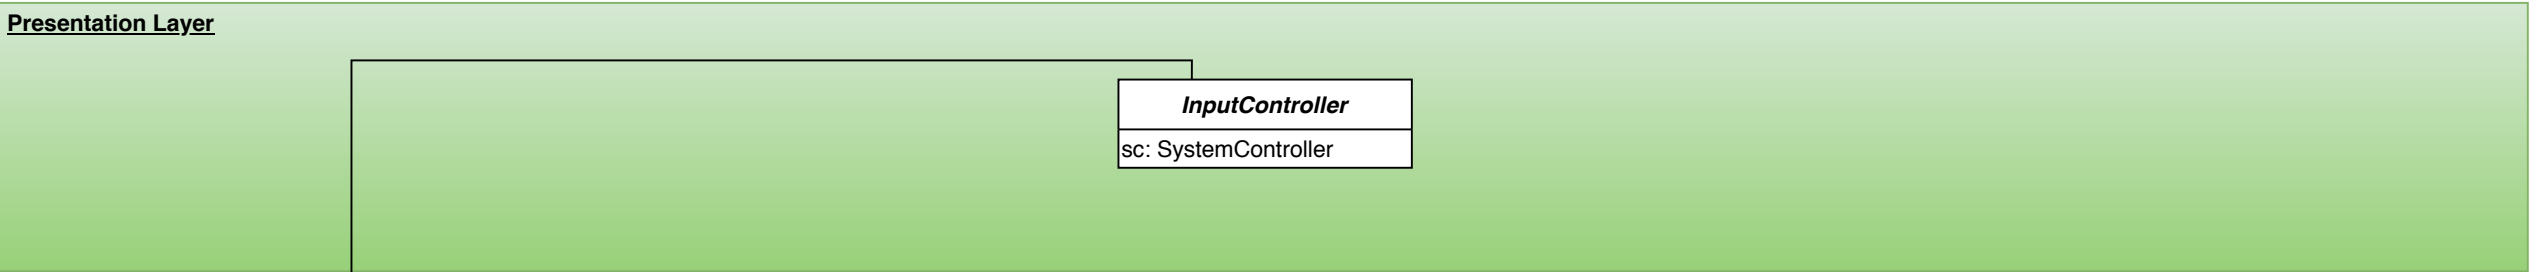 Presentation Layer
InputController
sc: SystemController